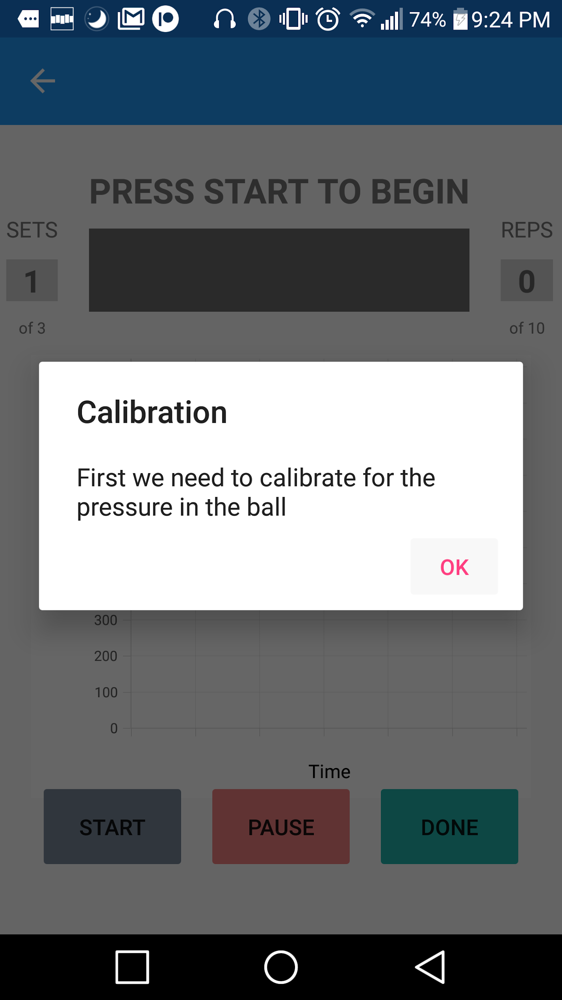 74% 9:24 PM
PRESS START TO BEGIN
SETS
REPS
1
0
of 3
of 10
Calibration
First we need to calibrate for the
pressure in the ball
OK
300
200
100
0
Time
START PAUSE DONE